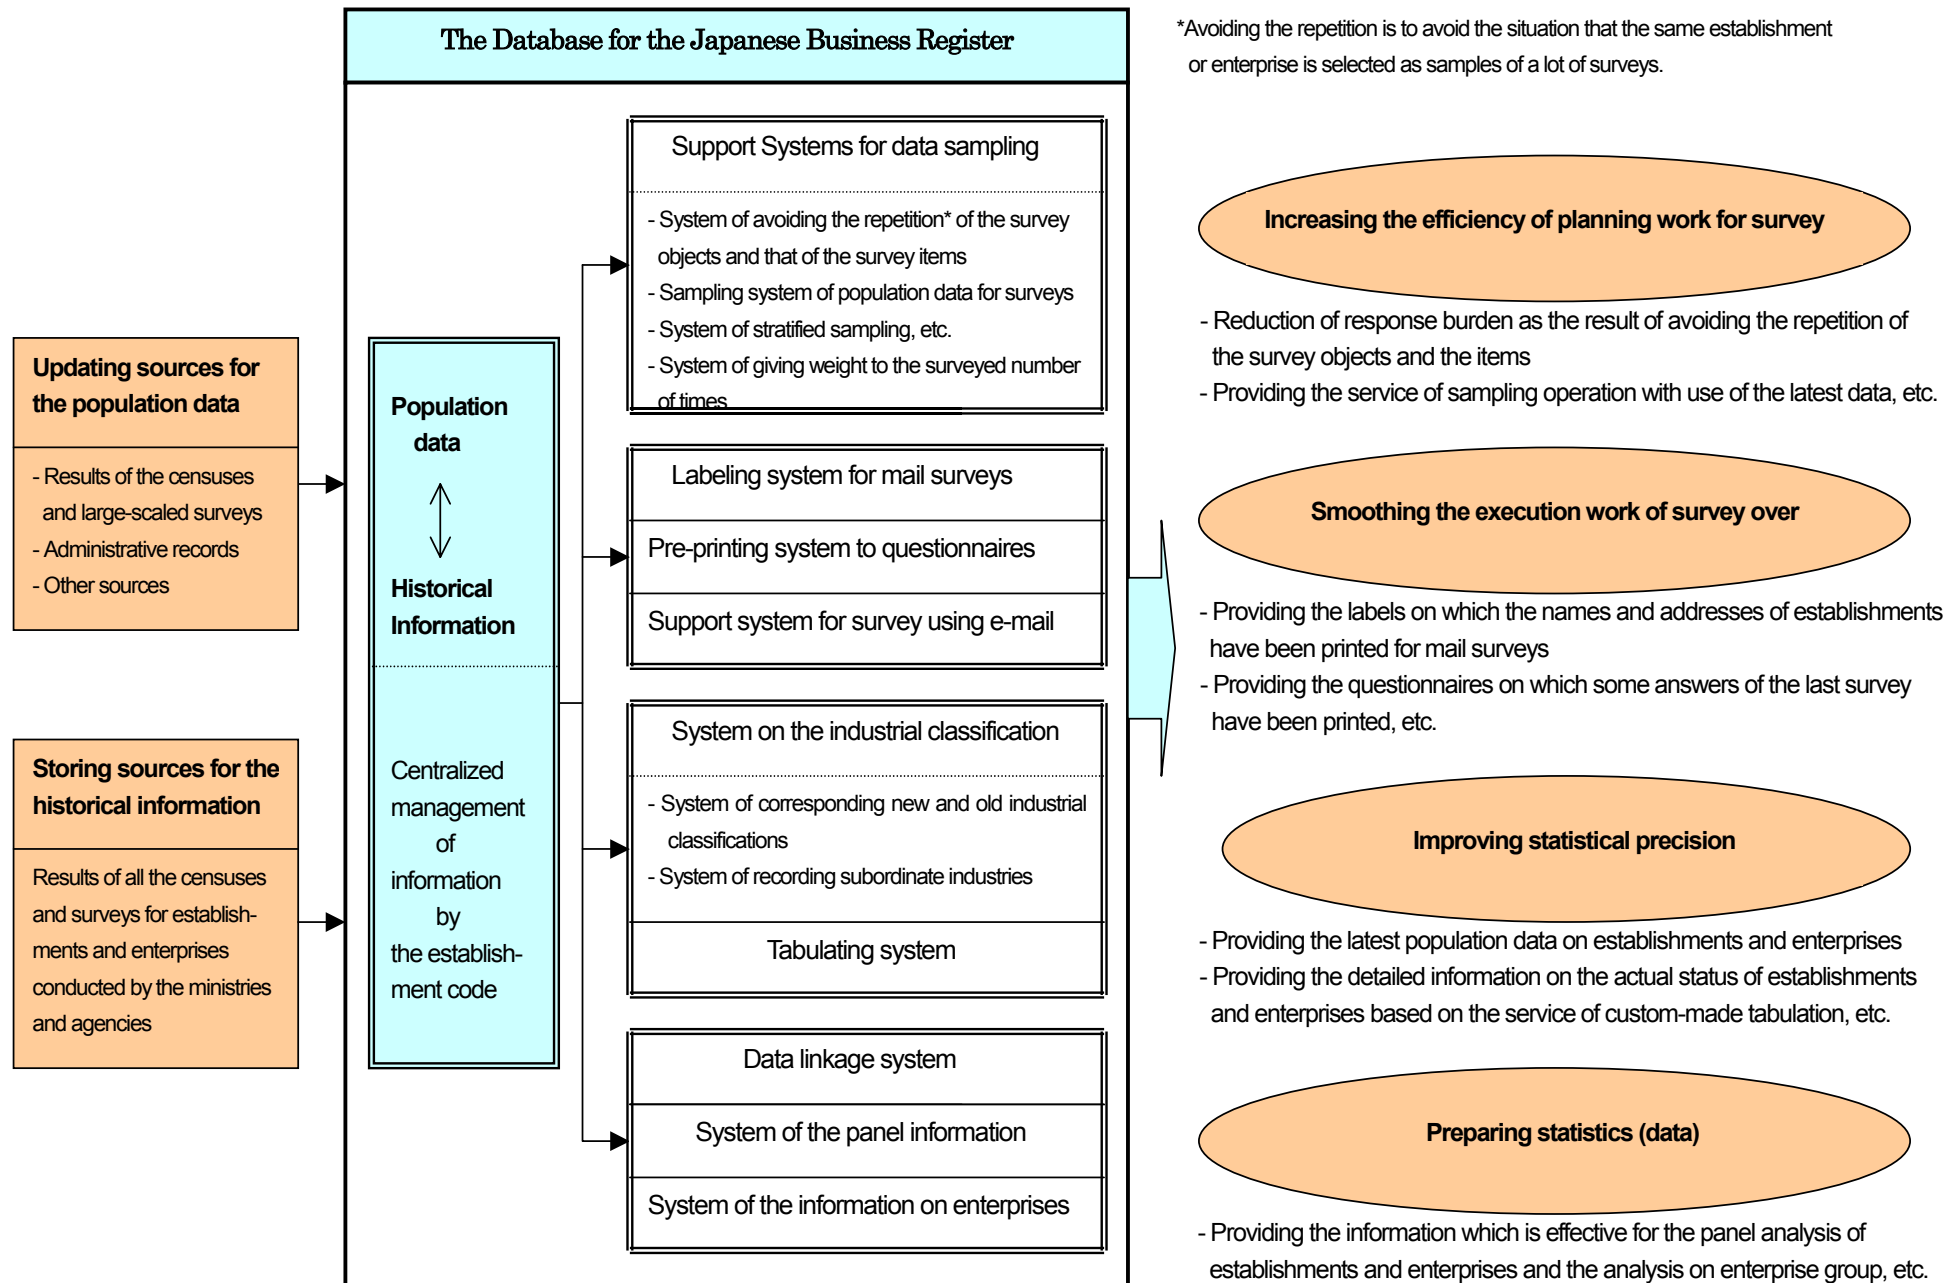 The Database for the Japanese Business Register
*Avoiding the repetition is to avoid the situation that the same establishment
or enterprise is selected as samples of a lot of surveys.
Updating sources for
the population data
- Results of the censuses
and large-scaled surveys
- Administrative records
- Other sources
Storing sources for the
historical information
Results of all the censuses
and surveys for establish-
ments and enterprises
conducted by the ministries
and agencies
Population
data
Historical
Information
Centralized
management
of
information
by
the establish-
ment code
Support Systems for data sampling
- System of avoiding the repetition* of the survey
objects and that of the survey items
- Sampling system of population data for surveys
- System of stratified sampling, etc.
- System of giving weight to the surveyed number
of times
Labeling system for mail surveys
Pre-printing system to questionnaires
Support system for survey using e-mail
System on the industrial classification
- System of corresponding new and old industrial
classifications
- System of recording subordinate industries
Tabulating system
Data linkage system
System of the panel information
System of the information on enterprises
Increasing the efficiency of planning work for survey
- Reduction of response burden as the result of avoiding the repetition of
the survey objects and the items
- Providing the service of sampling operation with use of the latest data, etc.
Smoothing the execution work of survey over
- Providing the labels on which the names and addresses of establishments
have been printed for mail surveys
- Providing the questionnaires on which some answers of the last survey
have been printed, etc.
Improving statistical precision
- Providing the latest population data on establishments and enterprises
- Providing the detailed information on the actual status of establishments
and enterprises based on the service of custom-made tabulation, etc.
Preparing statistics (data)
- Providing the information which is effective for the panel analysis of
establishments and enterprises and the analysis on enterprise group, etc.